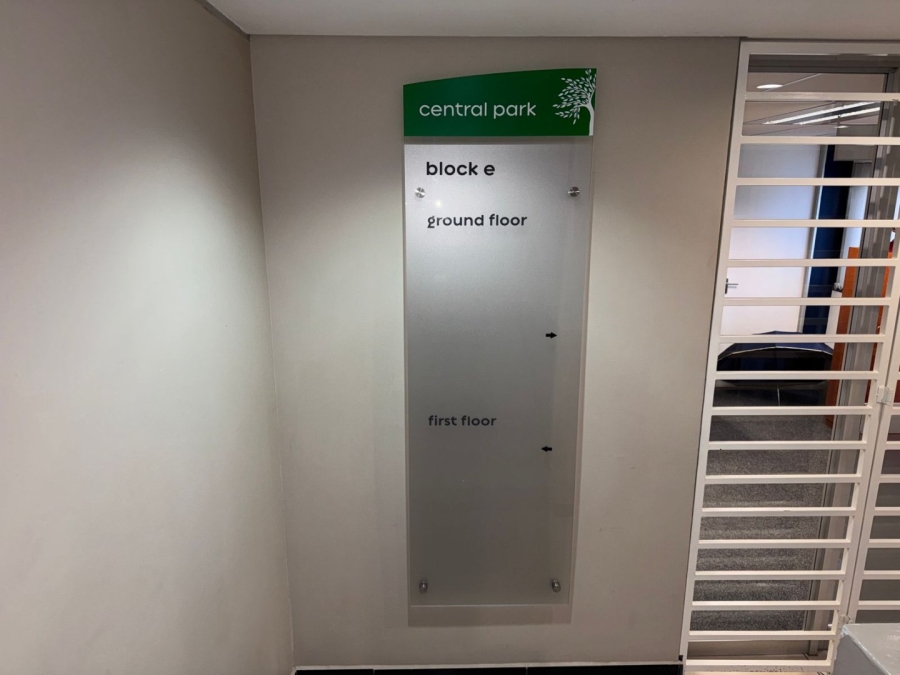 central park
block e
ground floor
first floor